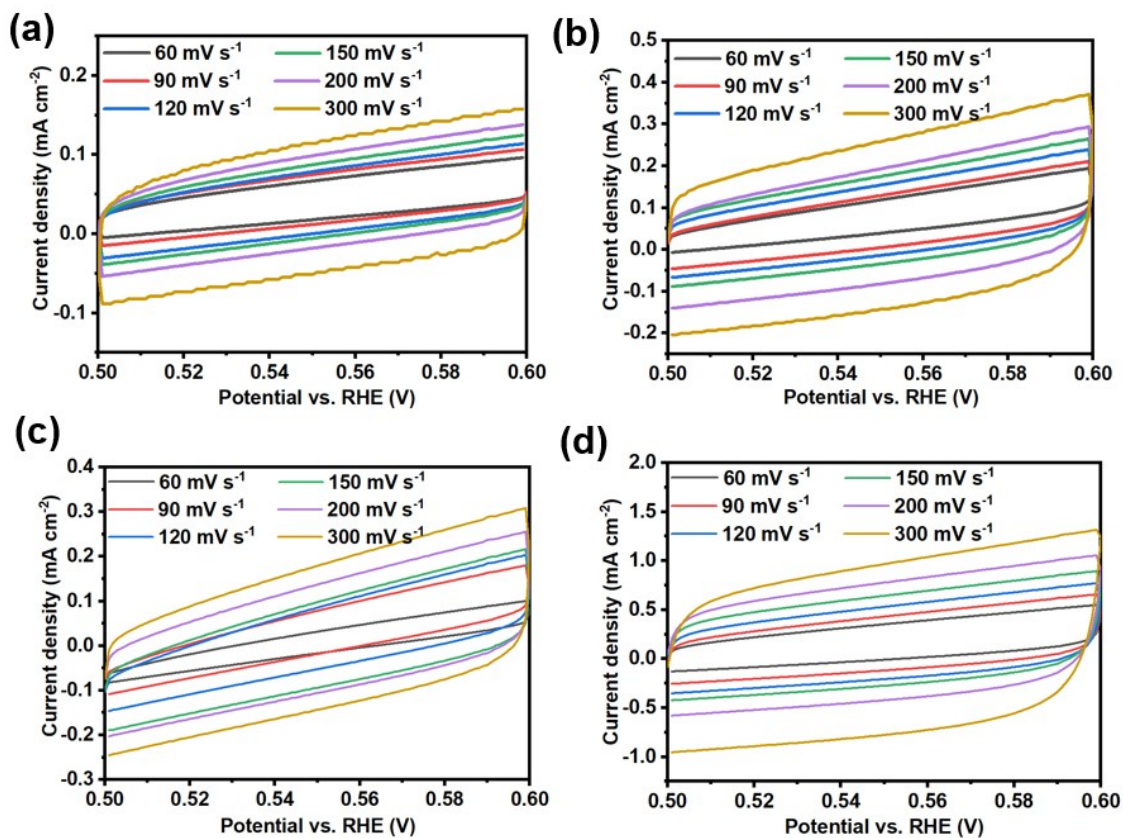 (a)
60 mV s⁻¹ 150 mV s⁻¹
90 mV s⁻¹ 200 mV s⁻¹
120 mV s⁻¹ 300 mV s⁻¹
0.2
0.1
0.0
-0.1
Current density (mA cm⁻²)
0.50 0.52 0.54 0.56 0.58 0.60
Potential vs. RHE (V)
(b)
60 mV s⁻¹ 150 mV s⁻¹
90 mV s⁻¹ 200 mV s⁻¹
120 mV s⁻¹ 300 mV s⁻¹
0.5
0.4
0.3
0.2
0.1
0.0
-0.1
-0.2
Current density (mA cm⁻²)
0.50 0.52 0.54 0.56 0.58 0.60
Potential vs. RHE (V)
(c)
60 mV s⁻¹ 150 mV s⁻¹
90 mV s⁻¹ 200 mV s⁻¹
120 mV s⁻¹ 300 mV s⁻¹
0.4
0.3
0.2
0.1
0.0
-0.1
-0.2
-0.3
Current density (mA cm⁻²)
0.50 0.52 0.54 0.56 0.58 0.60
Potential vs. RHE (V)
(d)
60 mV s⁻¹ 150 mV s⁻¹
90 mV s⁻¹ 200 mV s⁻¹
120 mV s⁻¹ 300 mV s⁻¹
2.0
1.5
1.0
0.5
0.0
-0.5
-1.0
Current density (mA cm⁻²)
0.50 0.52 0.54 0.56 0.58 0.60
Potential vs. RHE (V)